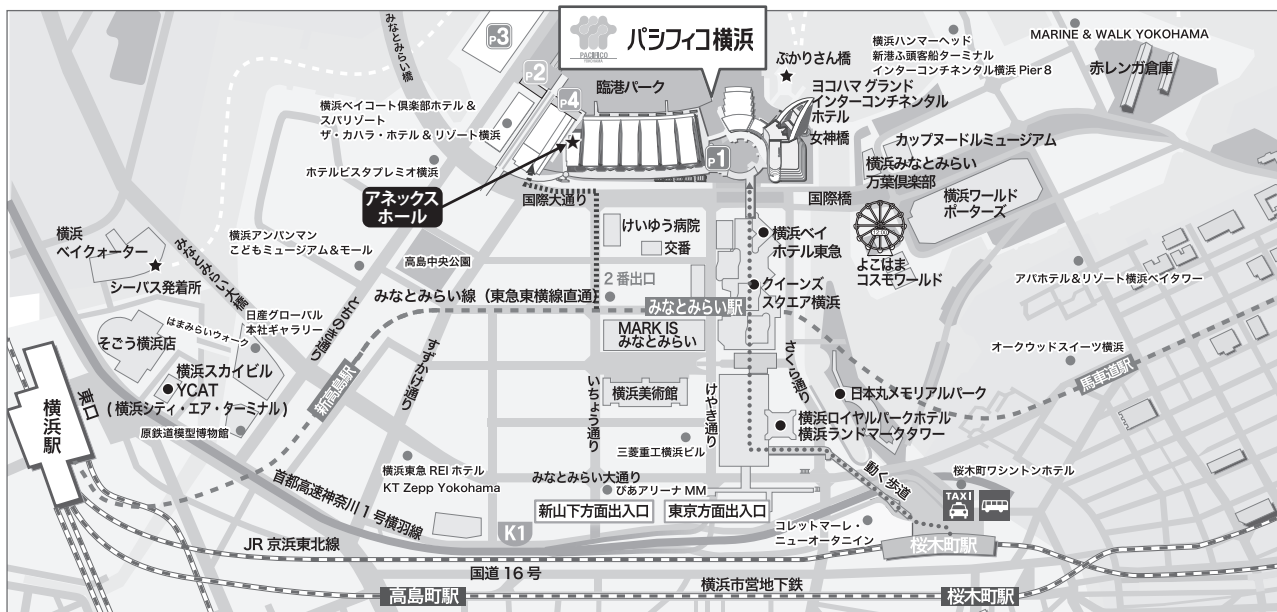 みなとみらい橋
P3
P2
P4
PACIFICO
YOKOHAMA
パシフィコ横浜
臨港パーク
ぷかりさん橋
ヨコハマ グランド
インターコンチネンタル
ホテル
女神橋
横浜ハンマーヘッド
新港ふ頭客船ターミナル
インターコンチネンタル横浜 Pier 8
MARINE & WALK YOKOHAMA
赤レンガ倉庫
横浜ベイコート倶楽部ホテル &
スパリゾート
ザ・カハラ・ホテル & リゾート横浜
ホテルビスタプレミオ横浜
アネックス
ホール
P1
カップヌードルミュージアム
横浜みなとみらい
万葉倶楽部
横浜ワールド
ポーターズ
国際大通り
国際橋
けいゆう病院
交番
横浜ベイ
ホテル東急
よこはま
コスモワールド
横浜
ベイクォーター
シーバス発着所
みなとみらい大橋
横浜アンパンマン
こどもミュージアム&モール
高島中央公園
2番出口
クイーンズ
スクエア横浜
アパホテル&リゾート横浜ベイタワー
みなとみらい線（東急東横線直通）
みなとみらい駅
日産グローバル
本社ギャラリー
はまみらいウォーク
そごう横浜店
とちのき通り
すずかけ通り
MARK IS
みなとみらい
さくら通り
オークウッドスイーツ横浜
馬車道駅
横浜スカイビル
YCAT
(横浜シティ・エア・ターミナル)
新高島駅
いちょう通り
横浜美術館
けやき通り
日本丸メモリアルパーク
横浜駅
東口
原鉄道模型博物館
横浜ロイヤルパークホテル
横浜ランドマークタワー
三菱重工横浜ビル
横浜東急 REI ホテル
KT Zepp Yokohama
みなとみらい大通り
ぴあアリーナ MM
動く歩道
桜木町ワシントンホテル
TAXI
首都高速神奈川1号横羽線
新山下方面出入口
東京方面出入口
K1
コレットマーレ・
ニューオータニイン
桜木町駅
JR 京浜東北線
国道 16 号
横浜市営地下鉄
高島町駅
桜木町駅